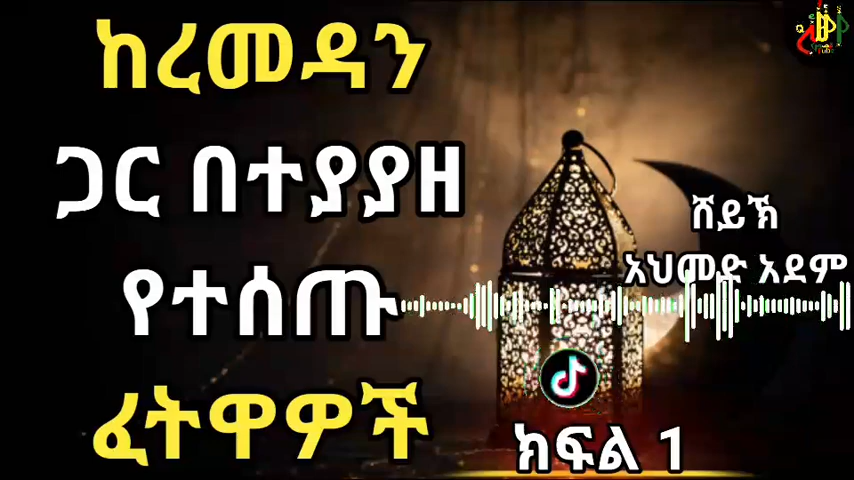 ከረመዳን
ጋር በተያያዘ
የተሰጡ
ፈትዋዎች
ሸይኽ
አህመድ አደም
ክፍል 1